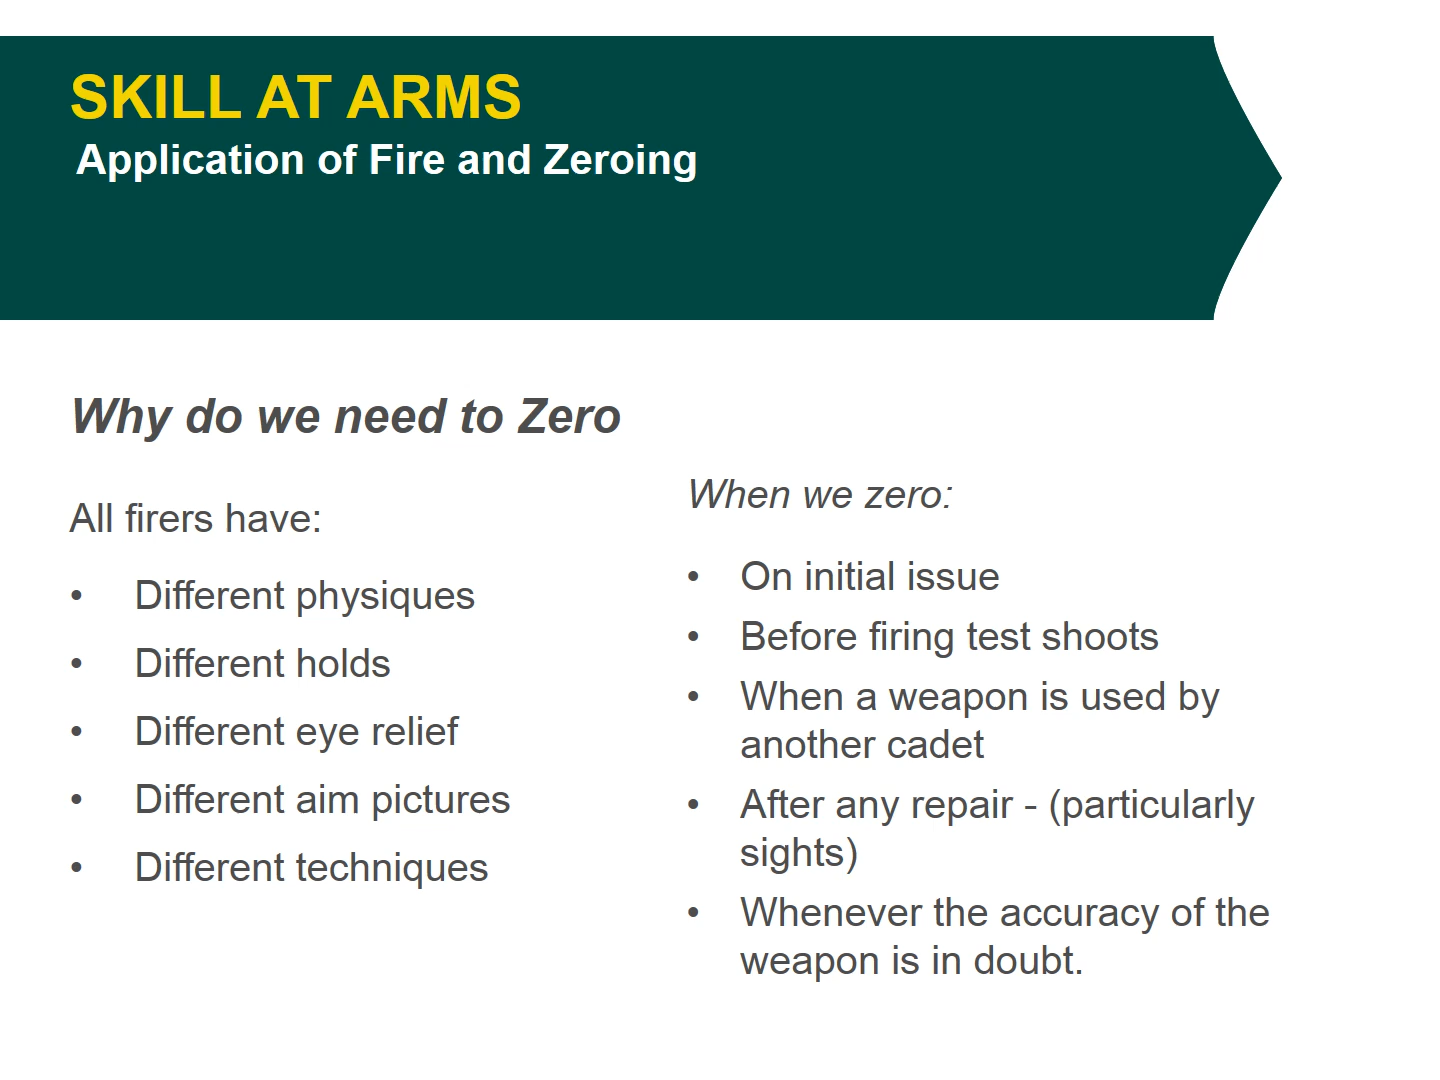 SKILL AT ARMS
Application of Fire and Zeroing
Why do we need to Zero
All firers have:
• Different physiques
• Different holds
• Different eye relief
• Different aim pictures
• Different techniques
When we zero:
• On initial issue
• Before firing test shoots
• When a weapon is used by
another cadet
• After any repair - (particularly
sights)
• Whenever the accuracy of the
weapon is in doubt.